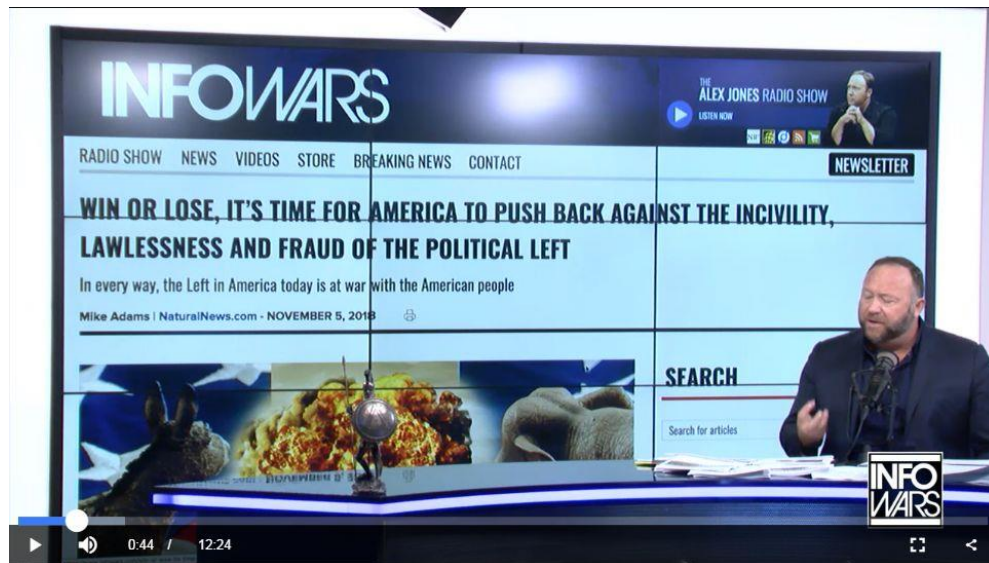 INFOWARS
THE
ALEX JONES RADIO SHOW
LISTEN NOW
RADIO SHOW NEWS VIDEOS STORE BREAKING NEWS CONTACT
NEWSLETTER
WIN OR LOSE, IT'S TIME FOR AMERICA TO PUSH BACK AGAINST THE INCIVILITY,
LAWLESSNESS AND FRAUD OF THE POLITICAL LEFT
In every way, the Left in America today is at war with the American people
Mike Adams | NaturalNews.com - NOVEMBER 5, 2018
SEARCH
Search for articles
INFO
WARS
0:44 / 12:24